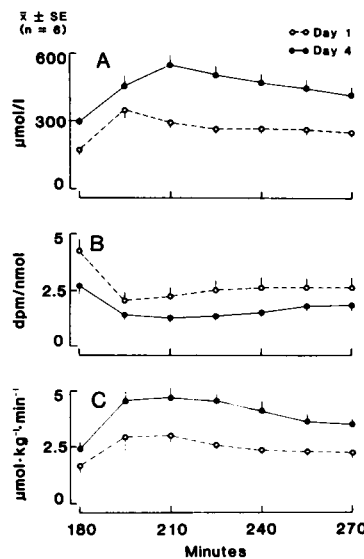 x̄ ± SE
(n = 6)
Day 1
Day 4
A
600
300
0
μmol/l
B
5
2.5
0
dpm/nmol
C
5
2.5
0
μmol·kg⁻¹·min⁻¹
180 210 240 270
Minutes